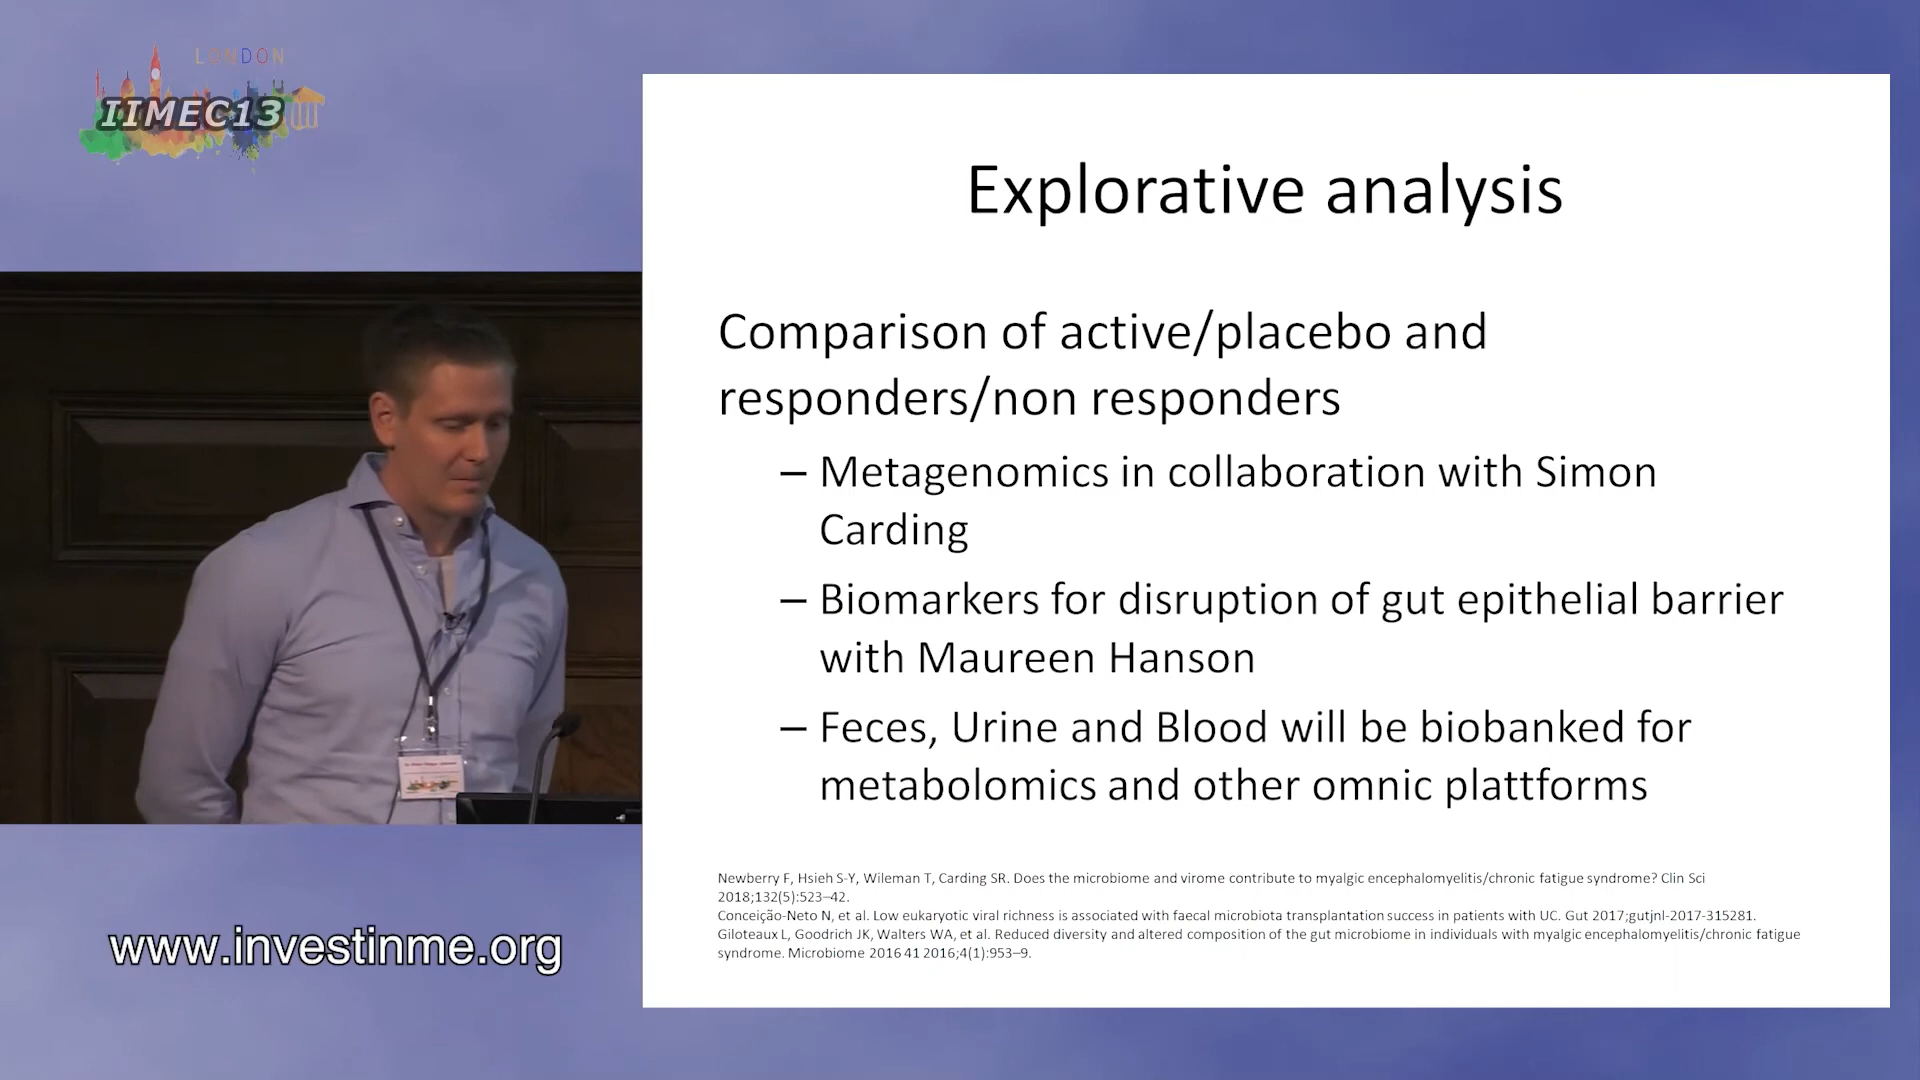 LONDON
IIMEC13
Explorative analysis
Comparison of active/placebo and
responders/non responders
– Metagenomics in collaboration with Simon
Carding
– Biomarkers for disruption of gut epithelial barrier
with Maureen Hanson
– Feces, Urine and Blood will be biobanked for
metabolomics and other omnic plattforms
Newberry F, Hsieh S-Y, Wileman T, Carding SR. Does the microbiome and virome contribute to myalgic encephalomyelitis/chronic fatigue syndrome? Clin Sci
2018;132(5):523–42.
Conceição-Neto N, et al. Low eukaryotic viral richness is associated with faecal microbiota transplantation success in patients with UC. Gut 2017;gutjnl-2017-315281.
Giloteaux L, Goodrich JK, Walters WA, et al. Reduced diversity and altered composition of the gut microbiome in individuals with myalgic encephalomyelitis/chronic fatigue
syndrome. Microbiome 2016 41 2016;4(1):953–9.
www.investinme.org